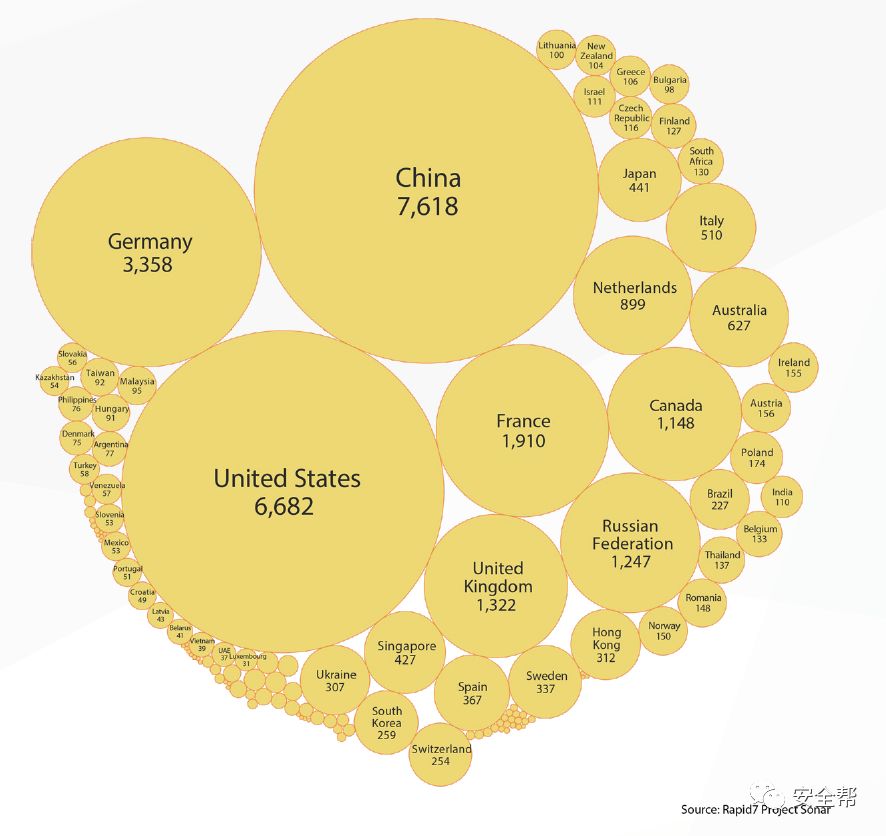 Lithuania
100
New
Zealand
104
Greece
106
Bulgaria
98
Israel
111
Czech
Republic
116
Finland
127
South
Africa
130
China
7,618
Japan
441
Italy
510
Germany
3,358
Netherlands
899
Australia
627
Slovakia
56
Kazakhstan
54
Taiwan
92
Malaysia
95
Ireland
155
Philippines
76
Hungary
91
France
1,910
Canada
1,148
Austria
156
Denmark
75
Argentina
77
Poland
174
Turkey
58
Venezuela
57
United States
6,682
Brazil
227
India
110
Slovenia
53
Russian
Federation
1,247
Belgium
133
Mexico
53
Thailand
137
Portugal
51
United
Kingdom
1,322
Croatia
49
Romania
148
Latvia
43
Norway
150
Belarus
41
Vietnam
39
UAE
37
Luxembourg
31
Singapore
427
Hong
Kong
312
Ukraine
307
Spain
367
Sweden
337
South
Korea
259
Switzerland
254
安全帮
Source: Rapid7 Project Sonar